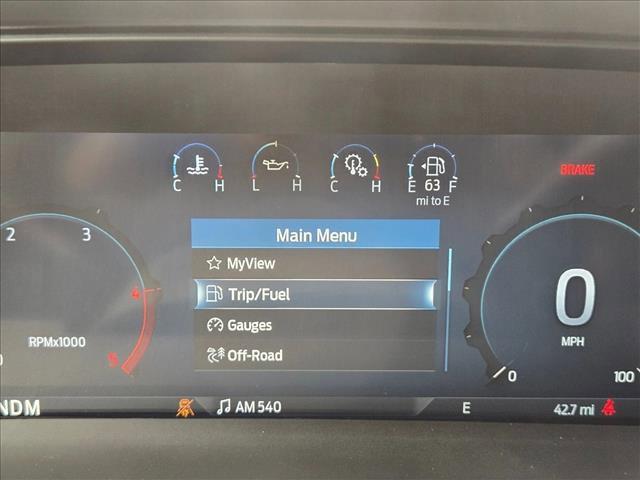 C H
L H
C H
E 63 F
mi to E
BRAKE
Main Menu
MyView
Trip/Fuel
Gauges
Off-Road
2 3 4 5
RPMx1000
0
MPH
0 100
NDM
AM 540
E
42.7 mi